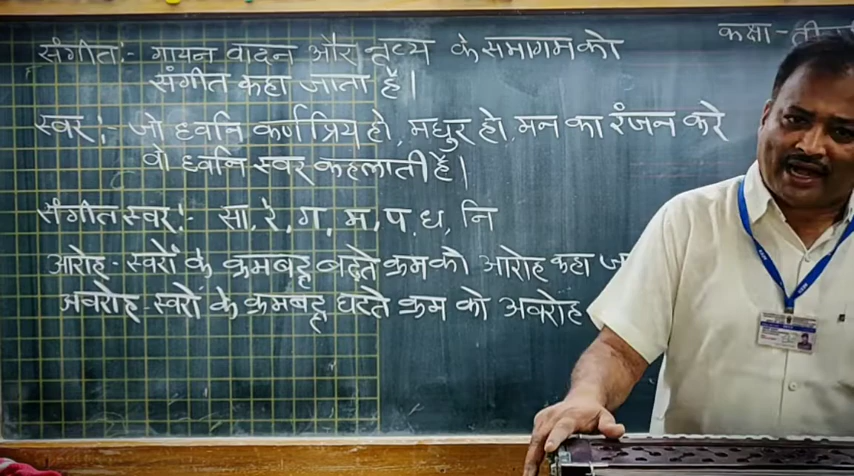 कक्षा-
संगीत:- गायन वादन और नृत्य के समागम को
संगीत कहा जाता है।
स्वर:- जो ध्वनि कर्ण प्रिय हो, मधुर हो, मन का रंजन करे
वो ध्वनि स्वर कहलाती है।
संगीत स्वर:- सा, रे, ग, म, प, ध, नि
आरोह - स्वरों के क्रमबद्ध बढ़ते क्रम को आरोह कहा
अवरोह - स्वरों के क्रमबद्ध घटते क्रम को अवरोह